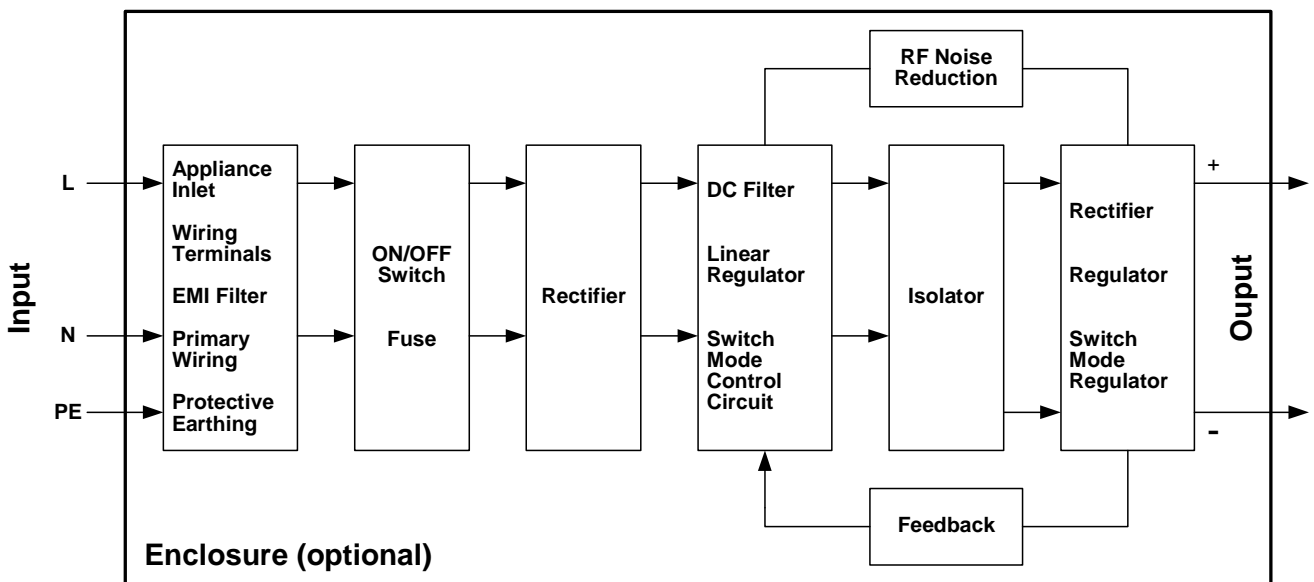 Input
L
N
PE
Appliance
Inlet
Wiring
Terminals
EMI Filter
Primary
Wiring
Protective
Earthing
ON/OFF
Switch
Fuse
Rectifier
DC Filter
Linear
Regulator
Switch
Mode
Control
Circuit
RF Noise
Reduction
Isolator
Feedback
Rectifier
Regulator
Switch
Mode
Regulator
+
-
Ouput
Enclosure (optional)